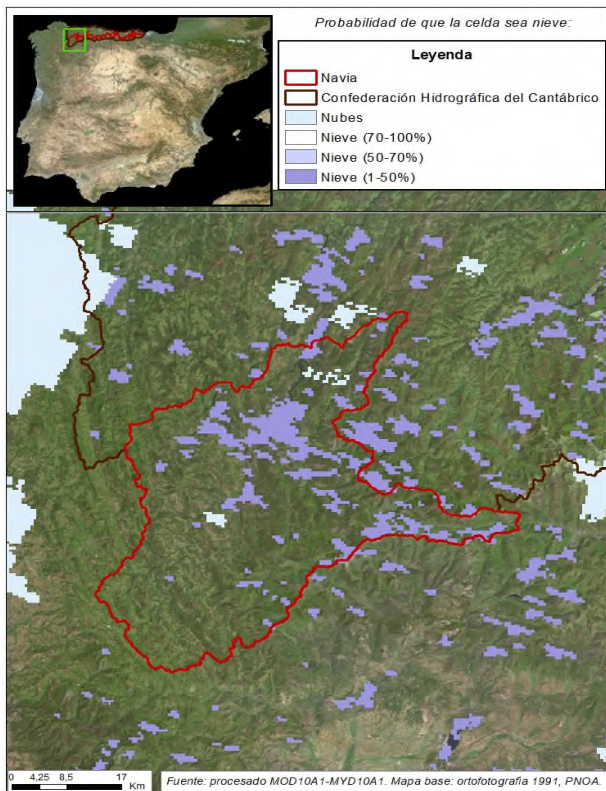 Probabilidad de que la celda sea nieve:
Leyenda
Navia
Confederación Hidrográfica del Cantábrico
Nubes
Nieve (70-100%)
Nieve (50-70%)
Nieve (1-50%)
0 4,25 8,5 17
Km
Fuente: procesado MOD10A1-MYD10A1. Mapa base: ortofotografia 1991, PNOA.